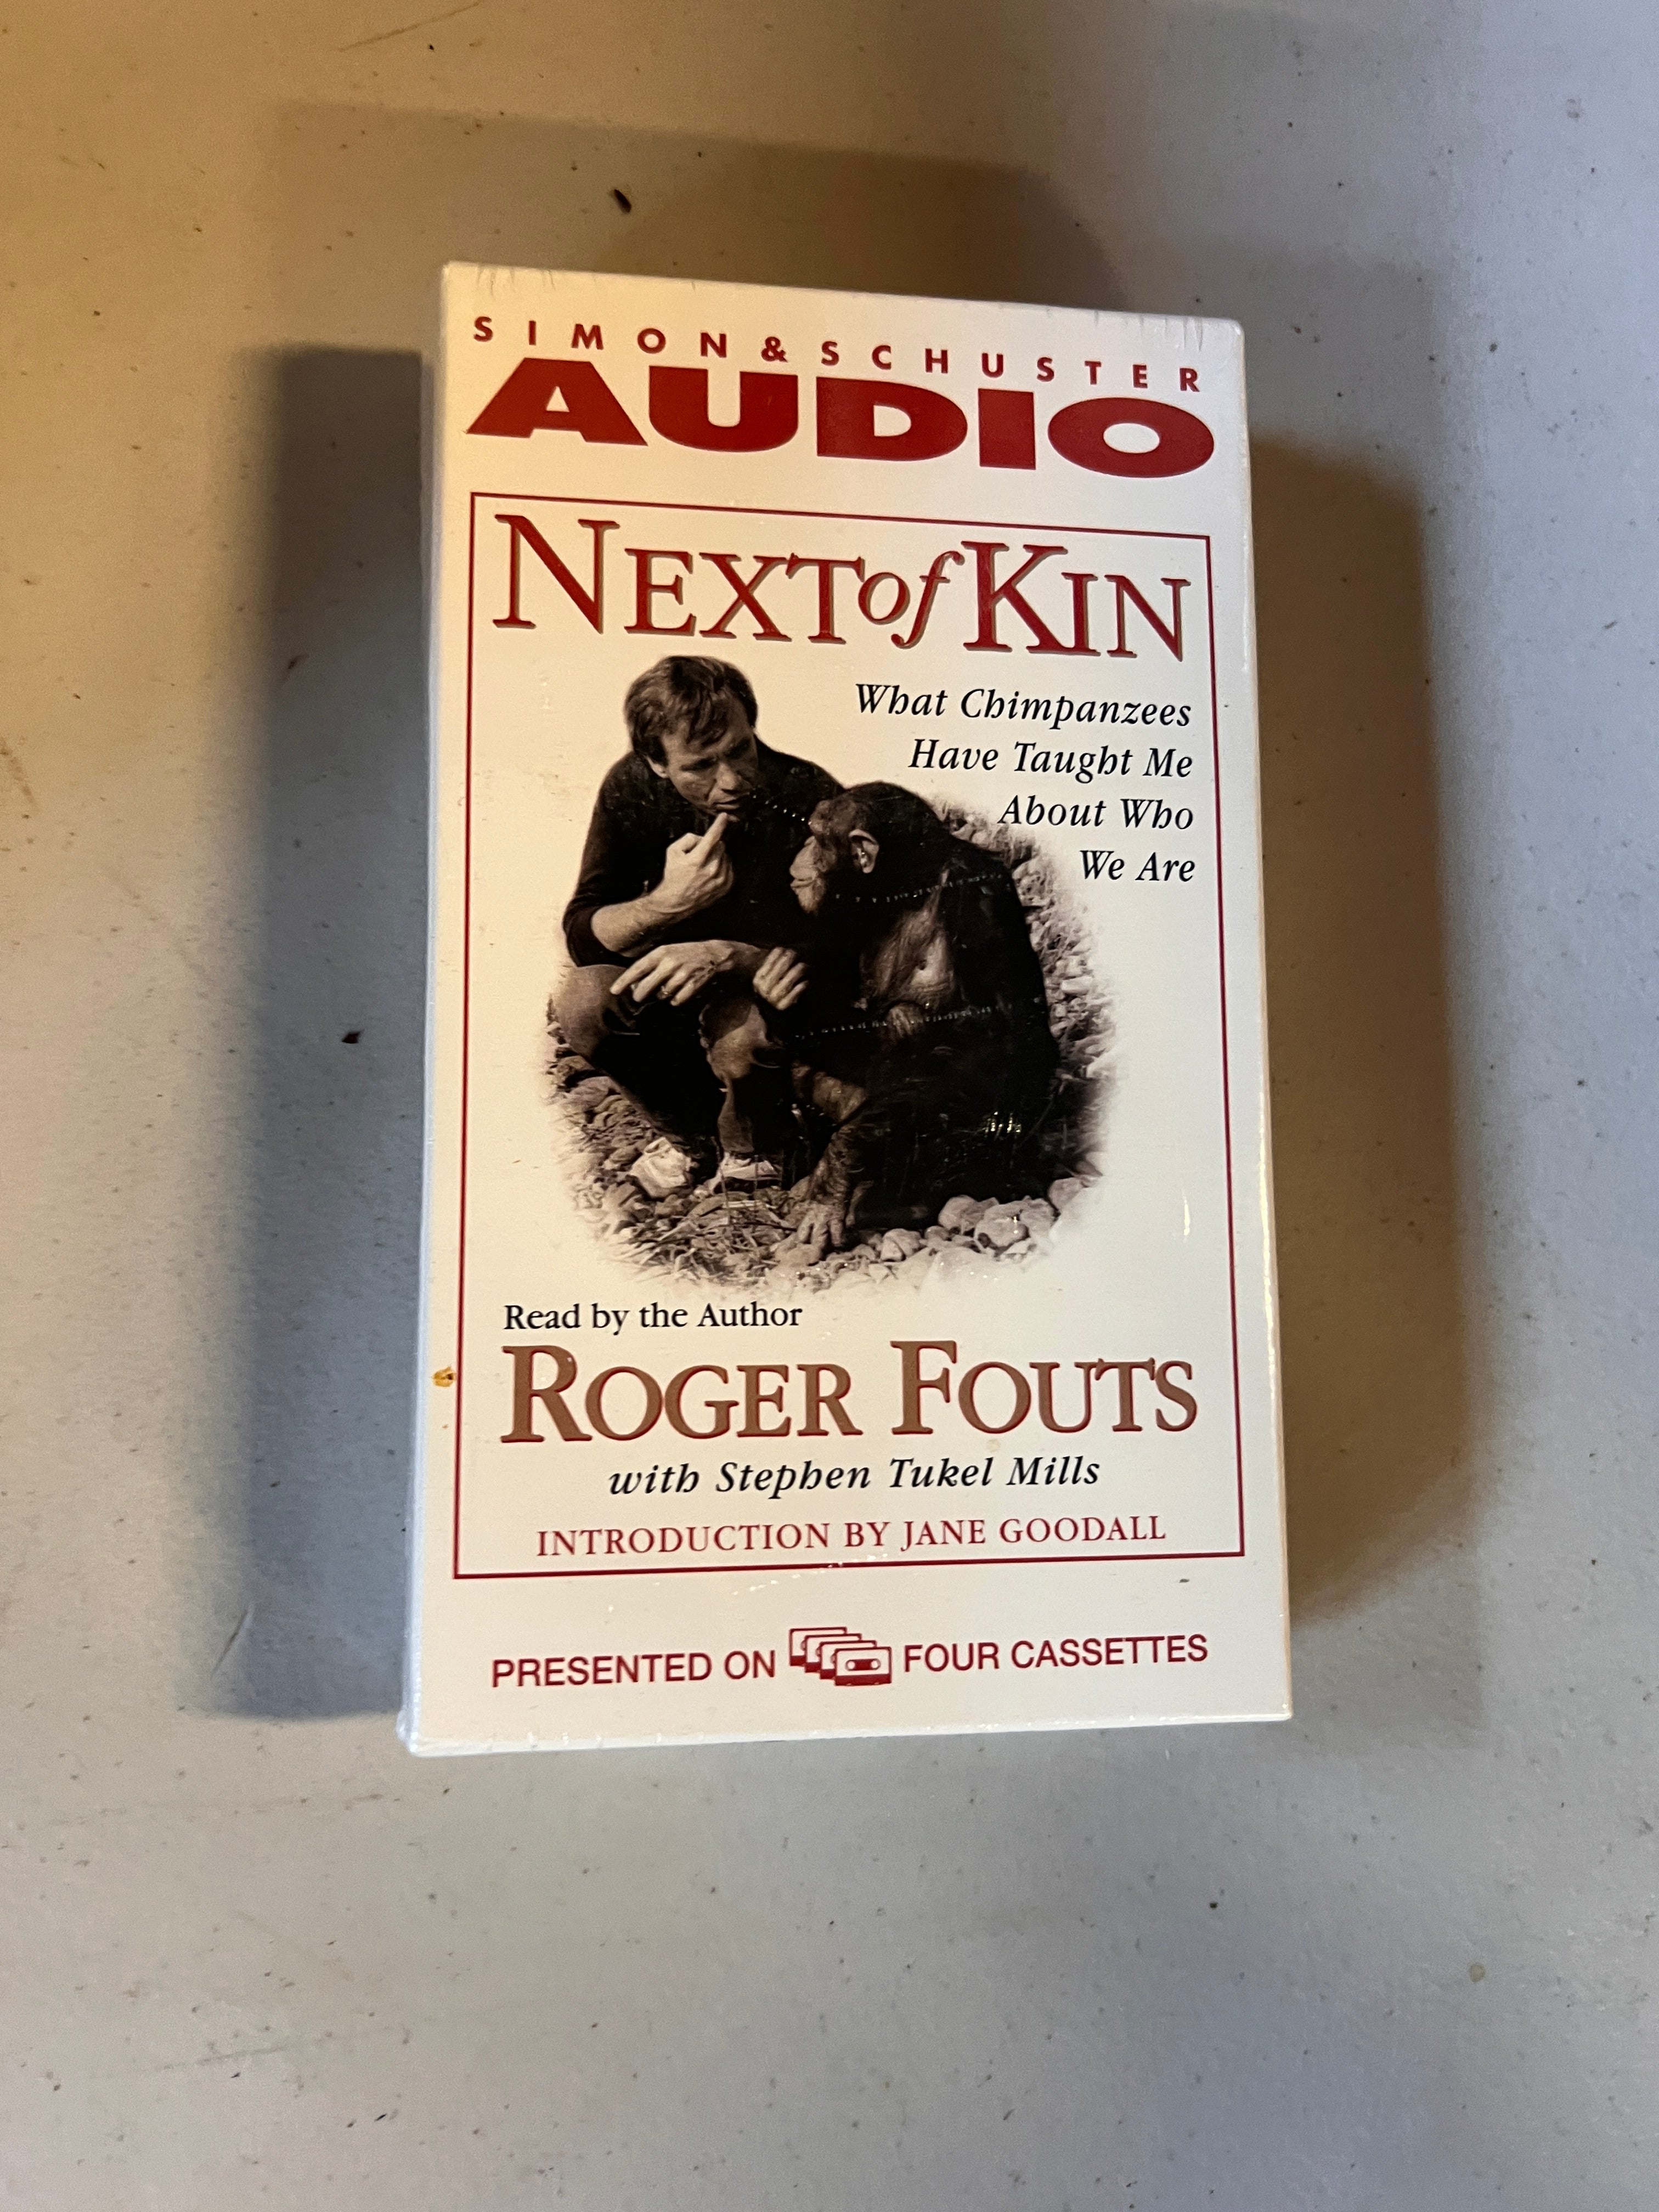 SIMON & SCHUSTER
AUDIO
NEXT of KIN
What Chimpanzees
Have Taught Me
About Who
We Are
Read by the Author
ROGER FOUTS
with Stephen Tukel Mills
INTRODUCTION BY JANE GOODALL
PRESENTED ON FOUR CASSETTES